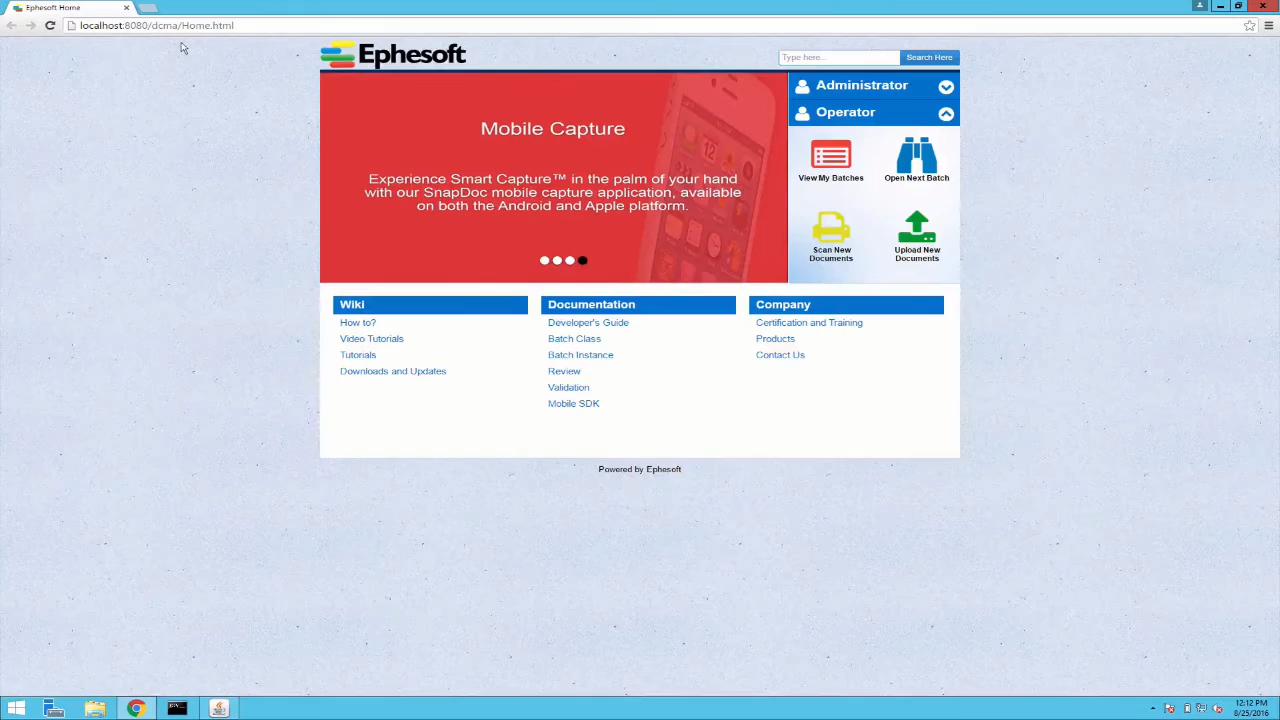 Ephesoft Home
localhost:8080/dcma/Home.html
Ephesoft
Type here...
Search Here
Mobile Capture
Experience Smart Capture™ in the palm of your hand
with our SnapDoc mobile capture application, available
on both the Android and Apple platform.
Administrator
Operator
View My Batches
Open Next Batch
Scan New
Documents
Upload New
Documents
Wiki
How to?
Video Tutorials
Tutorials
Downloads and Updates
Documentation
Developer's Guide
Batch Class
Batch Instance
Review
Validation
Mobile SDK
Company
Certification and Training
Products
Contact Us
Powered by Ephesoft
12:12 PM
8/25/2016